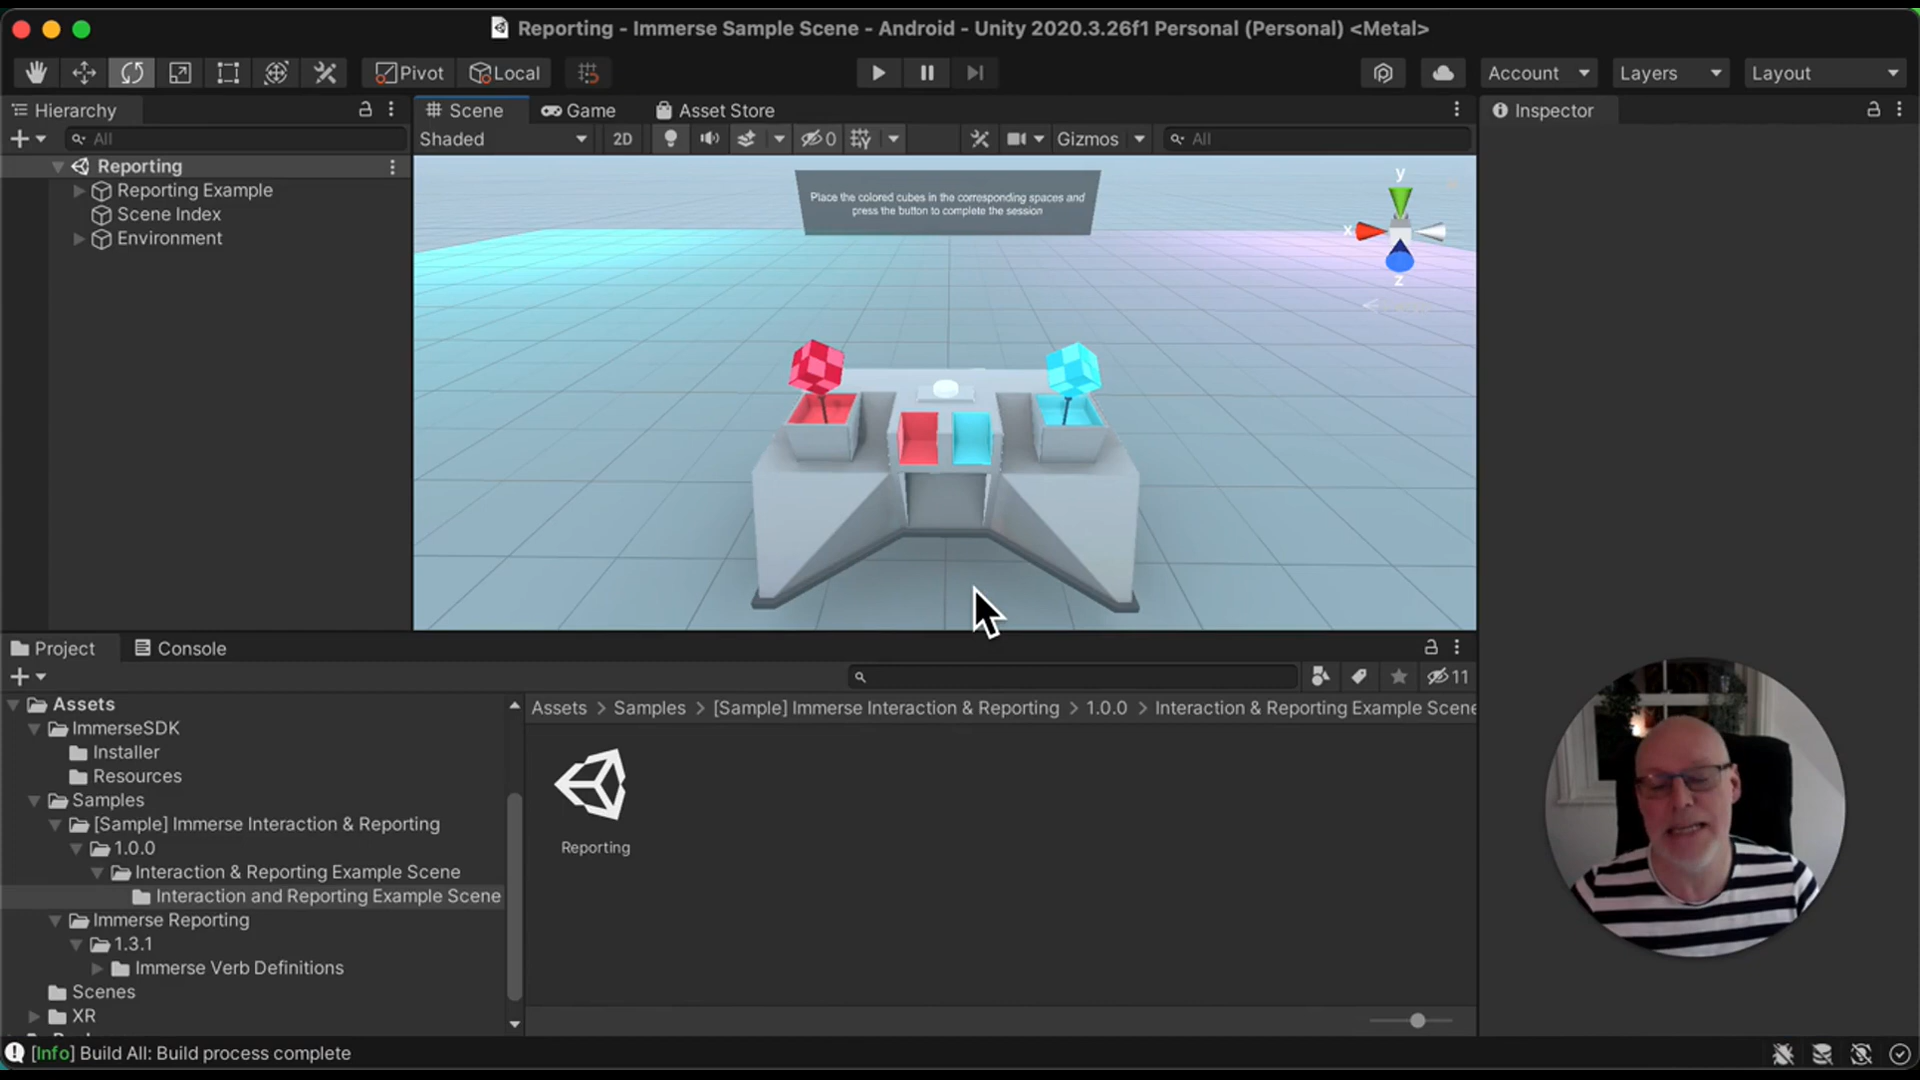 Reporting - Immerse Sample Scene - Android - Unity 2020.3.26f1 Personal (Personal) <Metal>
Pivot
Local
Account
Layers
Layout
Hierarchy
All
Reporting
Reporting Example
Scene Index
Environment
Scene
Game
Asset Store
Shaded
2D
0
Gizmos
All
Place the colored cubes in the corresponding spaces and
press the button to complete the session
y
x
z
Inspector
Project
Console
11
Assets
ImmerseSDK
Installer
Resources
Samples
[Sample] Immerse Interaction & Reporting
1.0.0
Interaction & Reporting Example Scene
Interaction and Reporting Example Scene
Immerse Reporting
1.3.1
Immerse Verb Definitions
Scenes
XR
Assets > Samples > [Sample] Immerse Interaction & Reporting > 1.0.0 > Interaction & Reporting Example Scene
Reporting
[Info] Build All: Build process complete